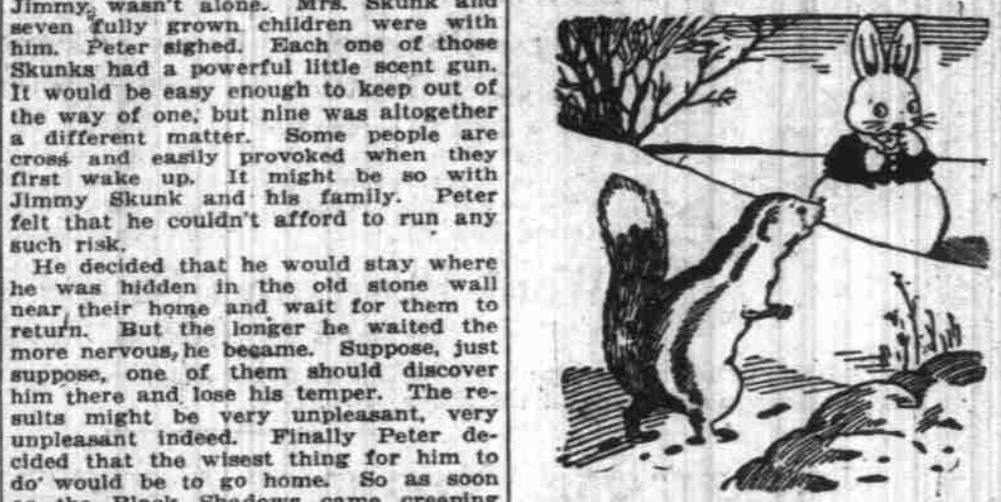 Jimmy, wasn't alone. Mrs. Skunk and
seven fully grown children were with
him. Peter sighed. Each one of those
Skunks had a powerful little scent gun.
It would be easy enough to keep out of
the way of one, but nine was altogether
a different matter. Some people are
cross and easily provoked when they
first wake up. It might be so with
Jimmy Skunk and his family. Peter
felt that he couldn't afford to run any
such risk.
He decided that he would stay where
he was hidden in the old stone wall
near their home and wait for them to
return. But the longer he waited the
more nervous he became. Suppose, just
suppose, one of them should discover
him there and lose his temper. The re-
sults might be very unpleasant, very
unpleasant indeed. Finally Peter de-
cided that the wisest thing for him to
do would be to go home. So as soon
as the Black Shadows came creeping